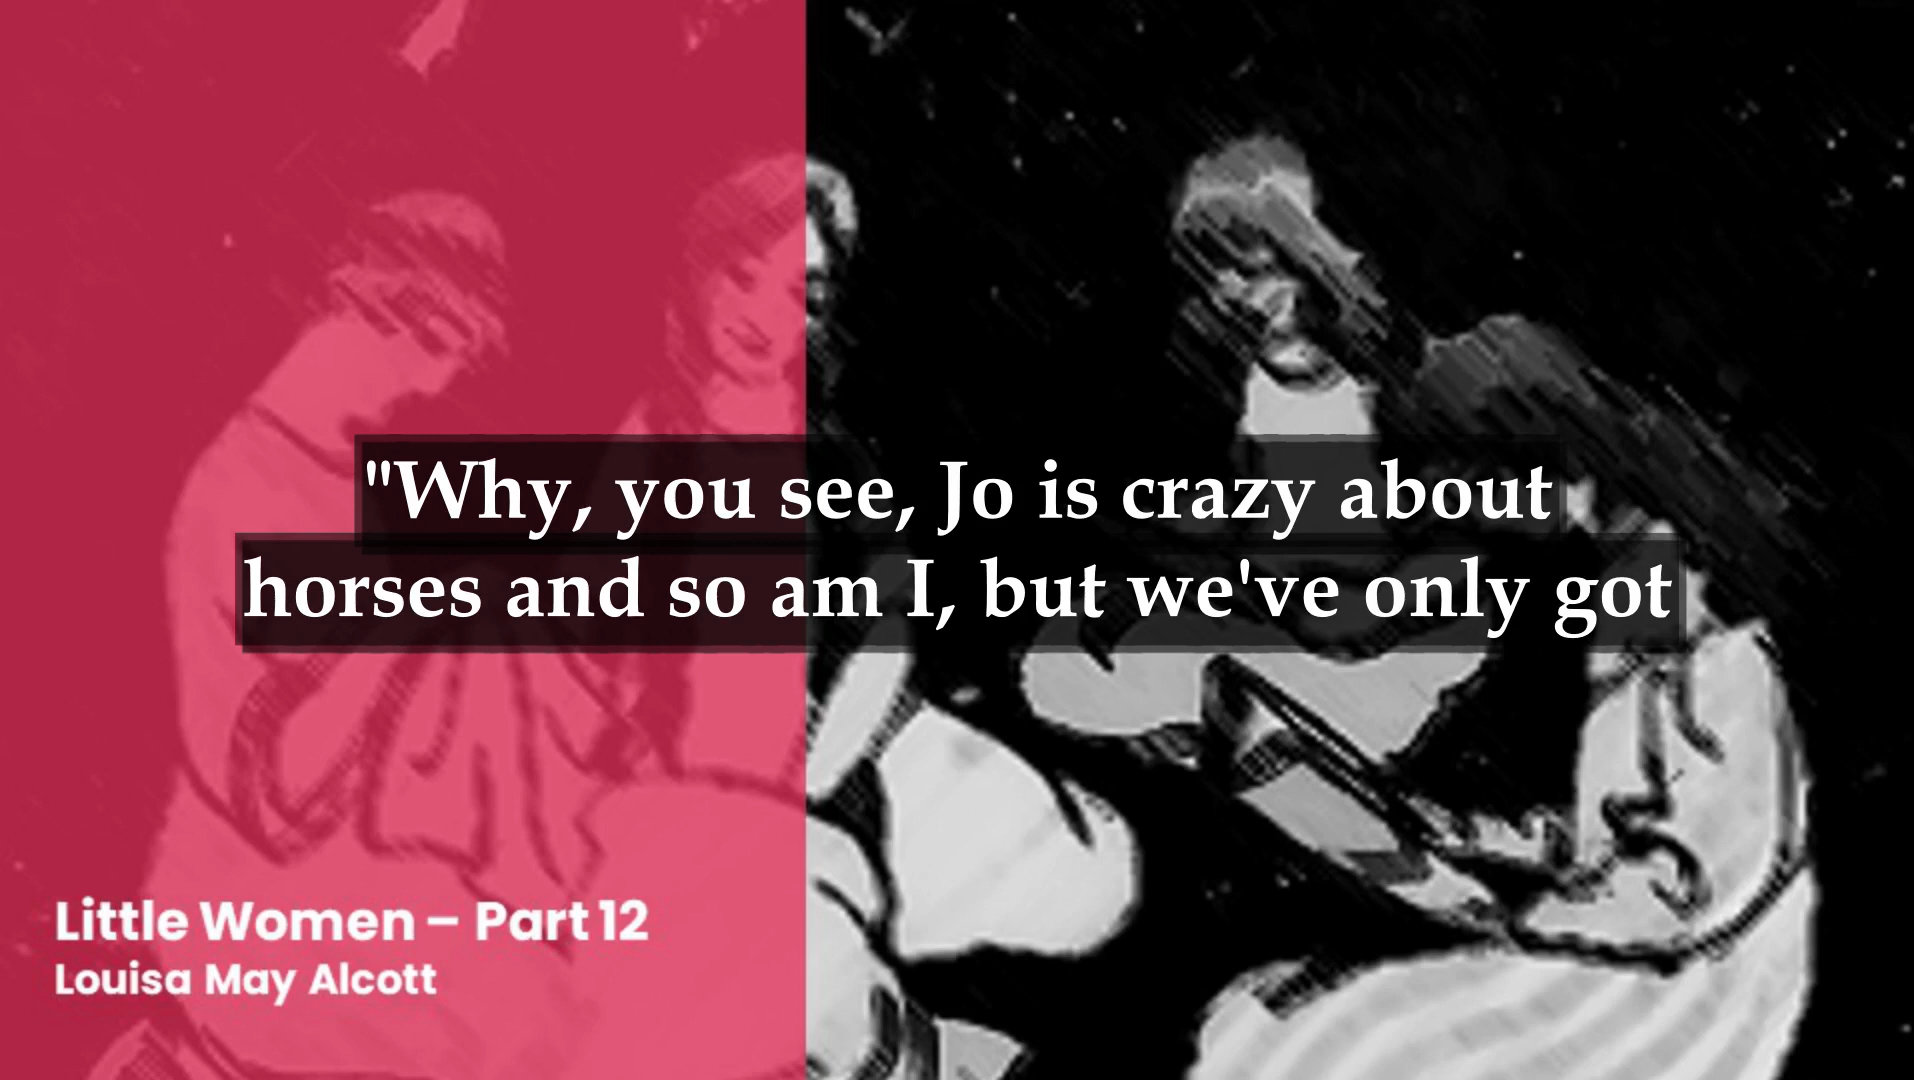 "Why, you see, Jo is crazy about
horses and so am I, but we've only got
Little Women – Part 12
Louisa May Alcott